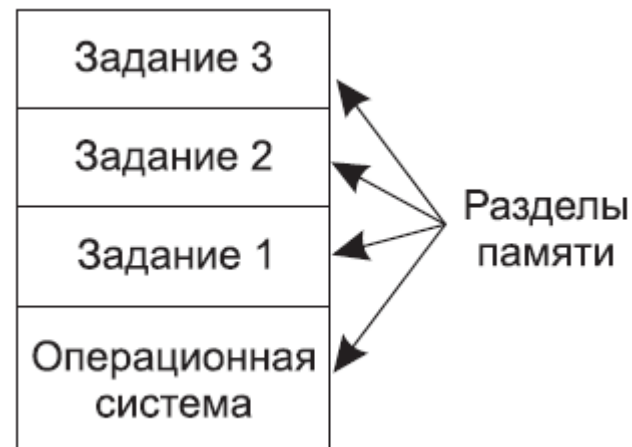 Задание 3
Задание 2
Задание 1
Операционная
система
Разделы
памяти